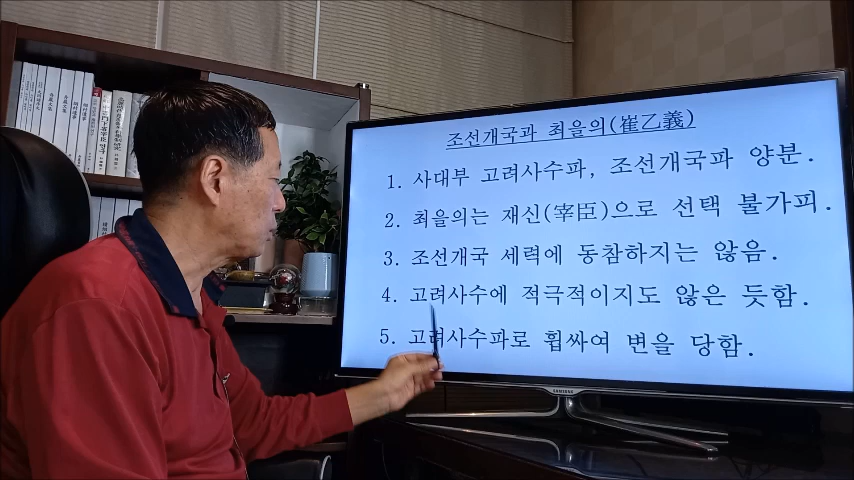 조선개국과 최을의(崔乙義)
1. 사대부 고려사수파, 조선개국파 양분.
2. 최을의는 재신(宰臣)으로 선택 불가피.
3. 조선개국 세력에 동참하지는 않음.
4. 고려사수에 적극적이지도 않은 듯함.
5. 고려사수파로 휩싸여 변을 당함.
SAMSUNG